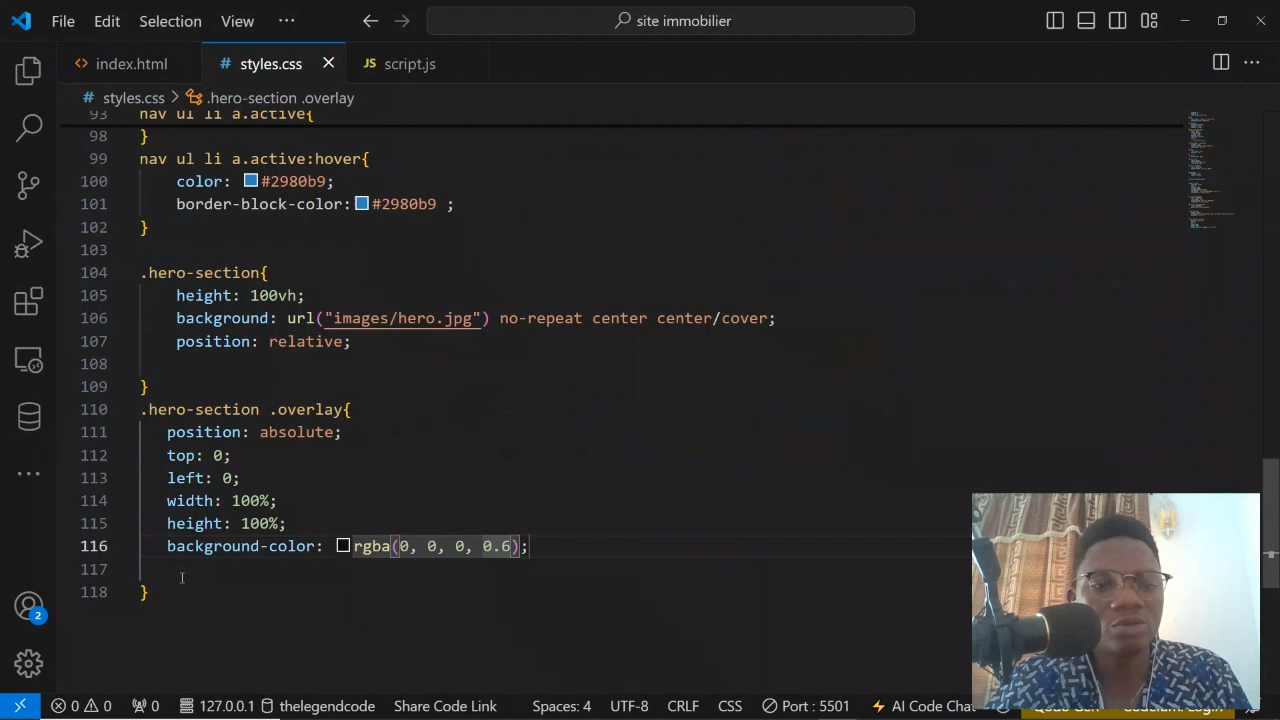 File Edit Selection View ··· site immobilier
index.html styles.css JS script.js ···
styles.css > .hero-section .overlay
93 nav ul li a.active{
98 }
99 nav ul li a.active:hover{
100 color: #2980b9;
101 border-block-color: #2980b9 ;
102 }
103
104 .hero-section{
105 height: 100vh;
106 background: url("images/hero.jpg") no-repeat center center/cover;
107 position: relative;
108
109 }
110 .hero-section .overlay{
111 position: absolute;
112 top: 0;
113 left: 0;
114 width: 100%;
115 height: 100%;
116 background-color: rgba(0, 0, 0, 0.6);
117
118 }
2
0 0 0 127.0.0.1 thelegendcode Share Code Link Spaces: 4 UTF-8 CRLF CSS Port : 5501 AI Code Chat